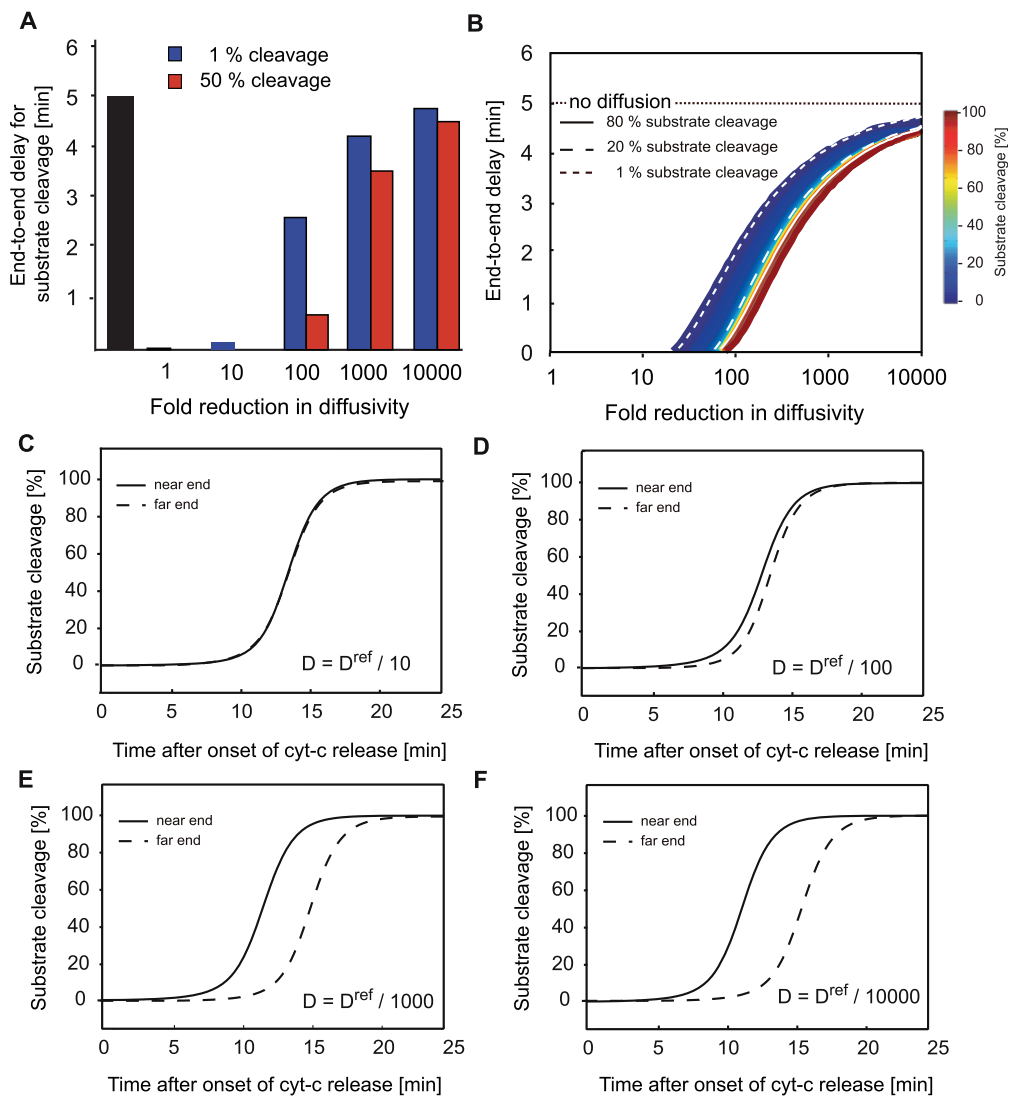 A
6
5
4
3
2
1
End-to-end delay for
substrate cleavage [min]
1 % cleavage
50 % cleavage
1 10 100 1000 10000
Fold reduction in diffusivity
B
6
5
4
3
2
1
0
End-to-end delay [min]
no diffusion
80 % substrate cleavage
20 % substrate cleavage
1 % substrate cleavage
1 10 100 1000 10000
Fold reduction in diffusivity
100
80
60
40
20
0
Substrate cleavage [%]
C
100
80
60
40
20
0
Substrate cleavage [%]
near end
far end
D = D^ref / 10
0 5 10 15 20 25
Time after onset of cyt-c release [min]
D
100
80
60
40
20
0
Substrate cleavage [%]
near end
far end
D = D^ref / 100
0 5 10 15 20 25
Time after onset of cyt-c release [min]
E
100
80
60
40
20
0
Substrate cleavage [%]
near end
far end
D = D^ref / 1000
0 5 10 15 20 25
Time after onset of cyt-c release [min]
F
100
80
60
40
20
0
Substrate cleavage [%]
near end
far end
D = D^ref / 10000
0 5 10 15 20 25
Time after onset of cyt-c release [min]